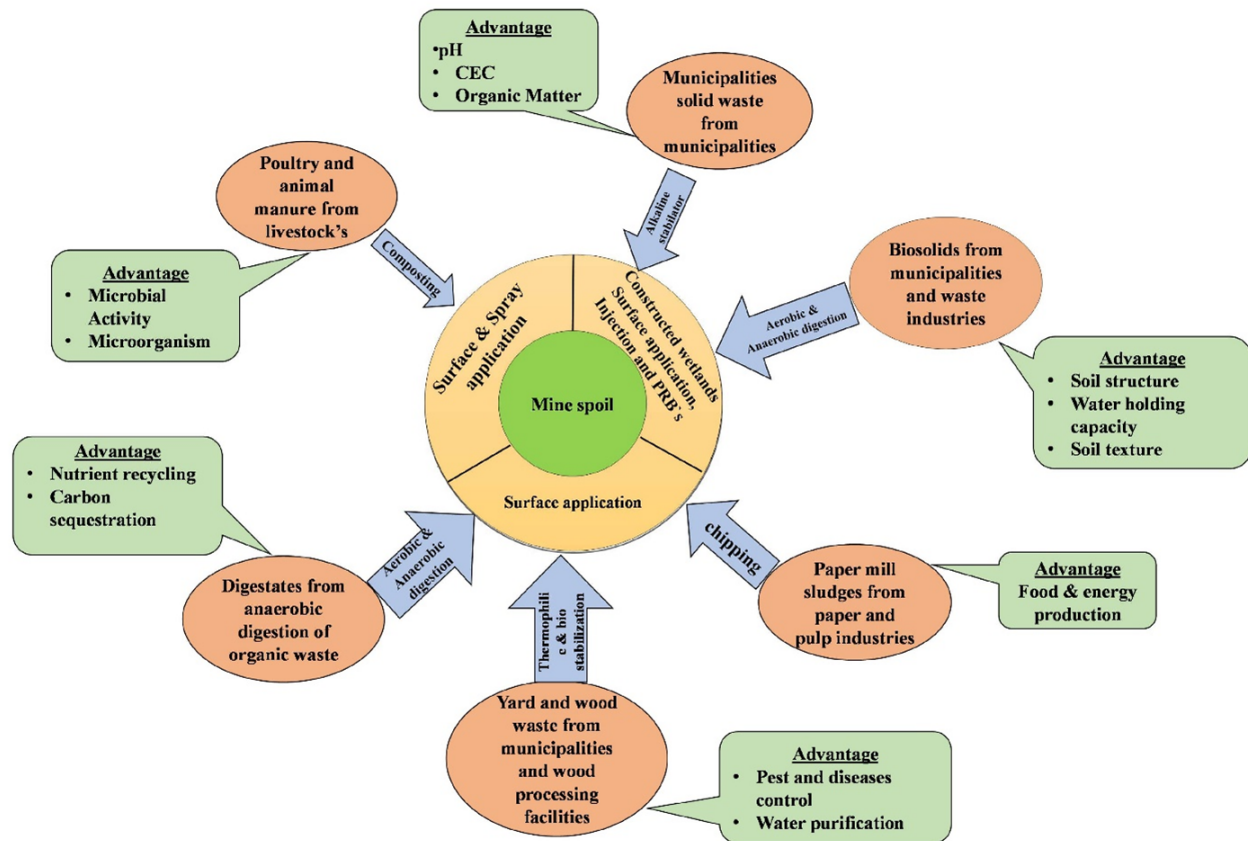 Advantage
•pH
• CEC
• Organic Matter
Municipalities
solid waste
from
municipalities
Alkaline
stabilator
Poultry and
animal
manure from
livestock's
Composting
Advantage
• Microbial
Activity
• Microorganism
Biosolids from
municipalities
and waste
industries
Aerobic &
Anaerobic digestion
Advantage
• Soil structure
• Water holding
capacity
• Soil texture
Surface & Spray
application
Constructed wetlands
Surface application,
Injection and PRB`s
Mine spoil
Surface application
Advantage
• Nutrient recycling
• Carbon
sequestration
Digestates from
anaerobic
digestion of
organic waste
Aerobic &
Anaerobic
digestion
Thermophili
c & bio
stabilization
chipping
Paper mill
sludges from
paper and
pulp industries
Advantage
Food & energy
production
Yard and wood
waste from
municipalities
and wood
processing
facilities
Advantage
• Pest and diseases
control
• Water purification